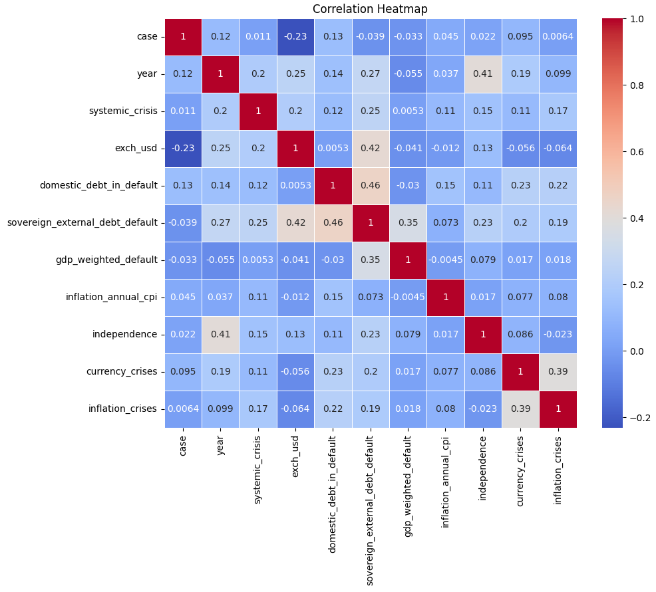 Correlation Heatmap
case 1 0.12 0.011 -0.23 0.13 -0.039 -0.033 0.045 0.022 0.095 0.0064
year 0.12 1 0.2 0.25 0.14 0.27 -0.055 0.037 0.41 0.19 0.099
systemic_crisis 0.011 0.2 1 0.2 0.12 0.25 0.0053 0.11 0.15 0.11 0.17
exch_usd -0.23 0.25 0.2 1 0.0053 0.42 -0.041 -0.012 0.13 -0.056 -0.064
domestic_debt_in_default 0.13 0.14 0.12 0.0053 1 0.46 -0.03 0.15 0.11 0.23 0.22
sovereign_external_debt_default -0.039 0.27 0.25 0.42 0.46 1 0.35 0.073 0.23 0.2 0.19
gdp_weighted_default -0.033 -0.055 0.0053 -0.041 -0.03 0.35 1 -0.0045 0.079 0.017 0.018
inflation_annual_cpi 0.045 0.037 0.11 -0.012 0.15 0.073 -0.0045 1 0.017 0.077 0.08
independence 0.022 0.41 0.15 0.13 0.11 0.23 0.079 0.017 1 0.086 -0.023
currency_crises 0.095 0.19 0.11 -0.056 0.23 0.2 0.017 0.077 0.086 1 0.39
inflation_crises 0.0064 0.099 0.17 -0.064 0.22 0.19 0.018 0.08 -0.023 0.39 1
case
year
systemic_crisis
exch_usd
domestic_debt_in_default
sovereign_external_debt_default
gdp_weighted_default
inflation_annual_cpi
independence
currency_crises
inflation_crises
1.0
0.8
0.6
0.4
0.2
0.0
−0.2